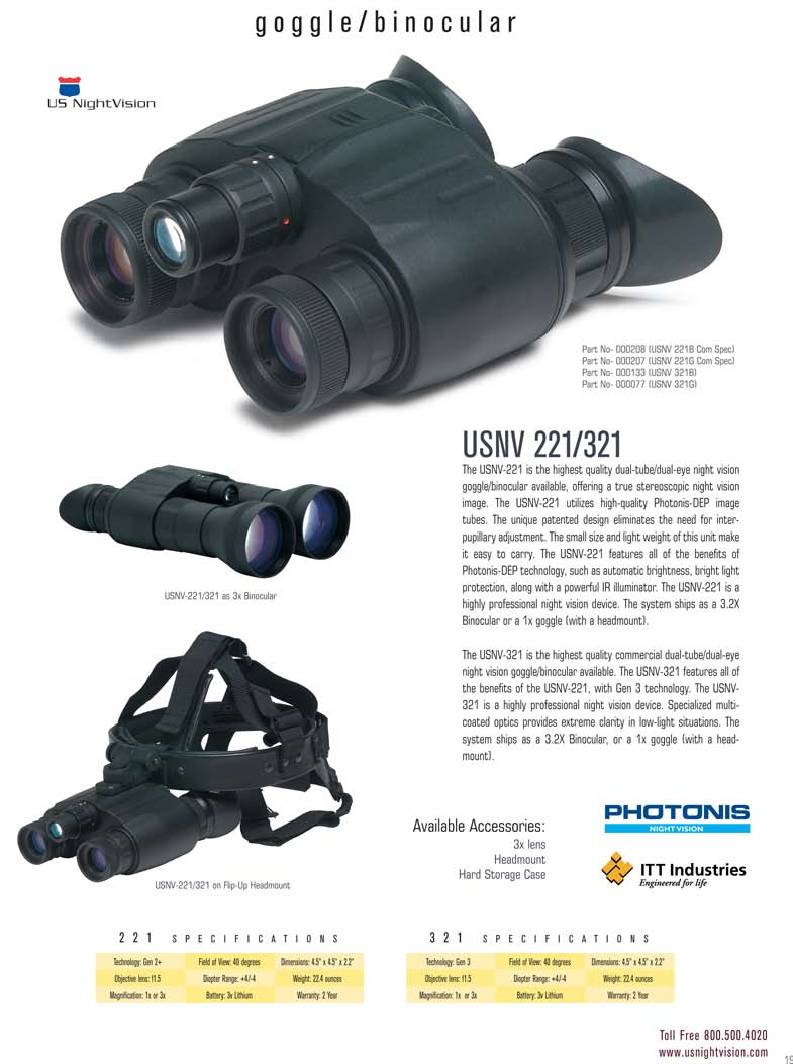 goggle/binocular
US NightVision
Part No- 000208 (USNV 221B Com Spec)
Part No- 000207 (USNV 221G Com Spec)
Part No- 000133 (USNV 321B)
Part No- 000077 (USNV 321G)
USNV 221/321
The USNV-221 is the highest quality dual-tube/dual-eye night vision
goggle/binocular available, offering a true stereoscopic night vision
image. The USNV-221 utilizes high-quality Photonis-DEP image
tubes. The unique patented design eliminates the need for inter-
pupillary adjustment. The small size and light weight of this unit make
it easy to carry. The USNV-221 features all of the benefits of
Photonis-DEP technology, such as automatic brightness, bright light
protection, along with a powerful IR illuminator. The USNV-221 is a
highly professional night vision device. The system ships as a 3.2X
Binocular or a 1x goggle (with a headmount).
The USNV-321 is the highest quality commercial dual-tube/dual-eye
night vision goggle/binocular available. The USNV-321 features all of
the benefits of the USNV-221, with Gen 3 technology. The USNV-
321 is a highly professional night vision device. Specialized multi-
coated optics provides extreme clarity in low-light situations. The
system ships as a 3.2X Binocular, or a 1x goggle (with a head-
mount).
USNV-221/321 as 3x Binocular
USNV-221/321 on Flip-Up Headmount
Available Accessories:
3x lens
Headmount
Hard Storage Case
PHOTONIS
NIGHT VISION
ITT Industries
Engineered for life
221 SPECIFICATIONS
Technology: Gen 2+ Field of View: 40 degrees Dimensions: 4.5" x 4.5" x 2.2"
Objective lens: f1.5 Diopter Range: +4/-4 Weight: 22.4 ounces
Magnification: 1x or 3x Battery: 3v Lithium Warranty: 2 Year
321 SPECIFICATIONS
Technology: Gen 3 Field of View: 40 degrees Dimensions: 4.5" x 4.5" x 2.2"
Objective lens: f1.5 Diopter Range: +4/-4 Weight: 22.4 ounces
Magnification: 1x or 3x Battery: 3v Lithium Warranty: 2 Year
Toll Free 800.500.4020
www.usnightvision.com